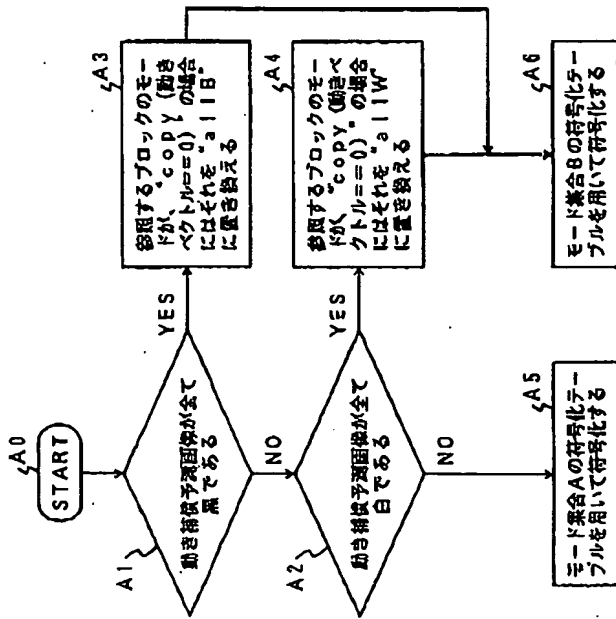 A0
START
A1
動き補償予測画像が全て
黒である
YES
A3
参照するブロックのモー
ドが、"copy（動き
ベクトル==0）"の場合
にはそれを"allB"
に置き換える
NO
A2
動き補償予測画像が全て
白である
YES
A4
参照するブロックのモー
ドが、"copy（動きベ
クトル==0）"の場合
にはそれを"allW"
に置き換える
NO
A5
モード集合Aの符号化テー
ブルを用いて符号化する
A6
モード集合Bの符号化テー
ブルを用いて符号化する